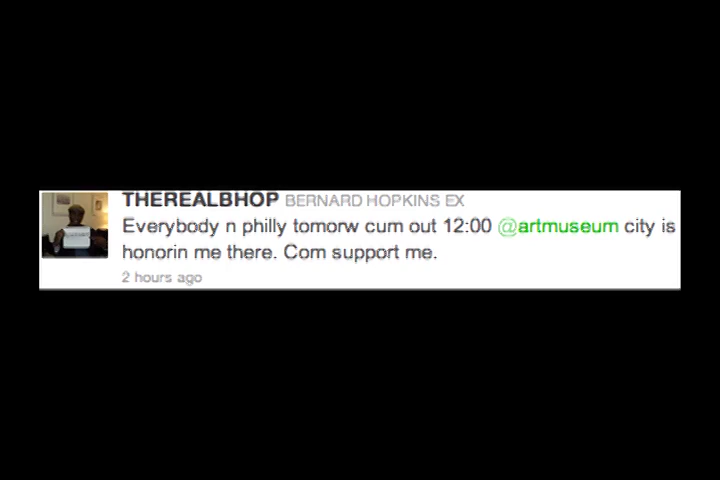 THEREALBHOP BERNARD HOPKINS EX
Everybody n philly tomorw cum out 12:00 @artmuseum city is
honorin me there. Com support me.
2 hours ago